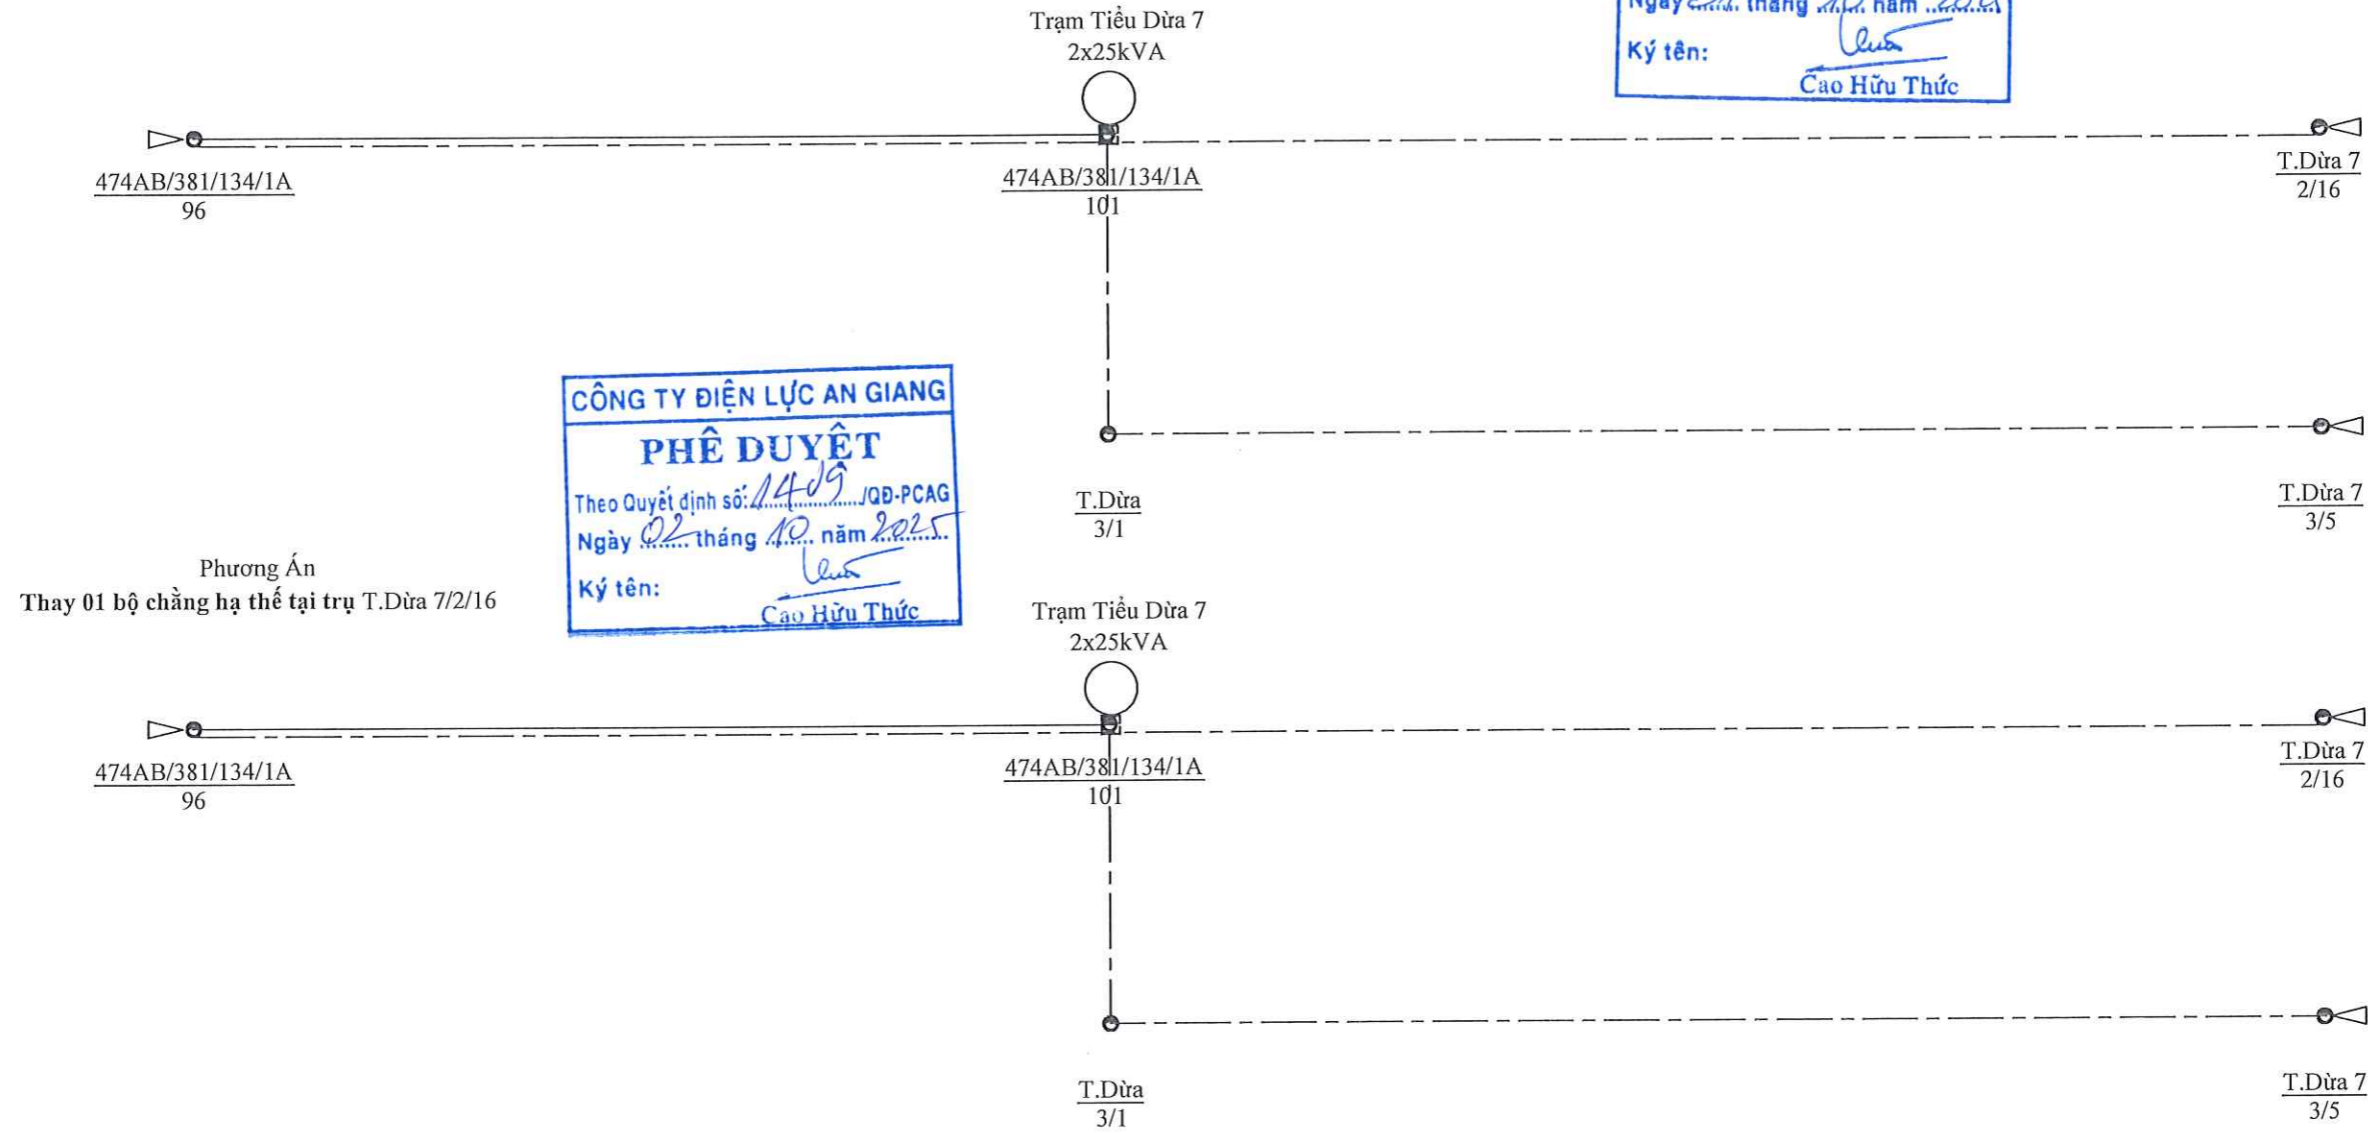 Trạm Tiểu Dừa 7
2x25kVA
Ngày tháng 10 năm
Ký tên:
Cao Hữu Thức
474AB/381/134/1A
96
474AB/381/134/1A
101
T.Dừa 7
2/16
T.Dừa
3/1
T.Dừa 7
3/5
CÔNG TY ĐIỆN LỰC AN GIANG
PHÊ DUYỆT
Theo Quyết định số: 1409 /QĐ-PCAG
Ngày 02 tháng 10 năm 2025
Ký tên:
Cao Hữu Thức
Phương Án
Thay 01 bộ chằng hạ thế tại trụ T.Dừa 7/2/16
Trạm Tiểu Dừa 7
2x25kVA
474AB/381/134/1A
96
474AB/381/134/1A
101
T.Dừa 7
2/16
T.Dừa
3/1
T.Dừa 7
3/5